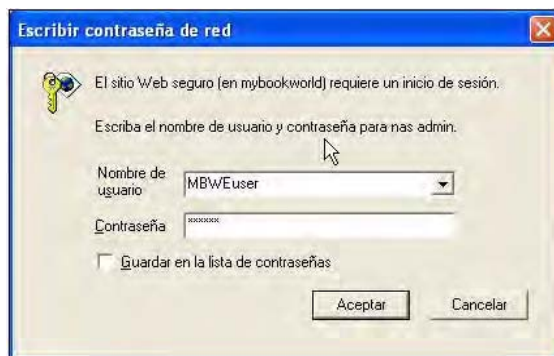 Escribir contraseña de red
El sitio Web seguro (en mybookworld) requiere un inicio de sesión.
Escriba el nombre de usuario y contraseña para nas admin.
Nombre de
usuario
MBWEuser
Contraseña
××××××
Guardar en la lista de contraseñas
Aceptar
Cancelar